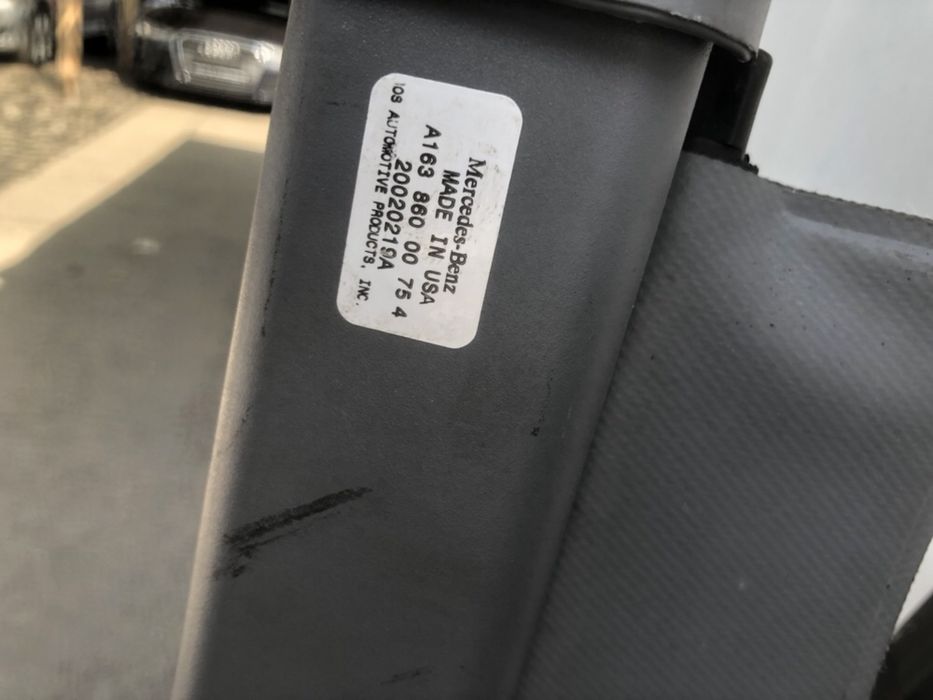 Mercedes-Benz
MADE IN USA
A163 860 00 75 4
20020219A
IOS AUTOMOTIVE PRODUCTS, INC.